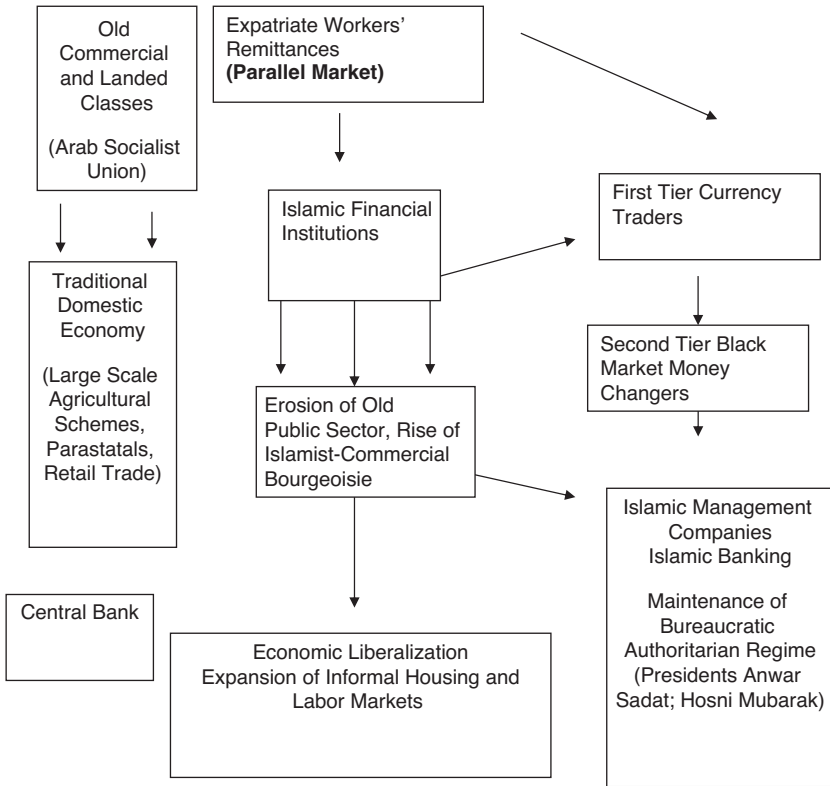 Old
Commercial
and Landed
Classes
(Arab Socialist
Union)
Expatriate Workers'
Remittances
(Parallel Market)
Islamic Financial
Institutions
First Tier Currency
Traders
Traditional
Domestic
Economy
(Large Scale
Agricultural
Schemes,
Parastatals,
Retail Trade)
Second Tier Black
Market Money
Changers
Erosion of Old
Public Sector, Rise of
Islamist-Commercial
Bourgeoisie
Islamic Management
Companies
Islamic Banking
Maintenance of
Bureaucratic
Authoritarian Regime
(Presidents Anwar
Sadat; Hosni Mubarak)
Central Bank
Economic Liberalization
Expansion of Informal Housing and
Labor Markets